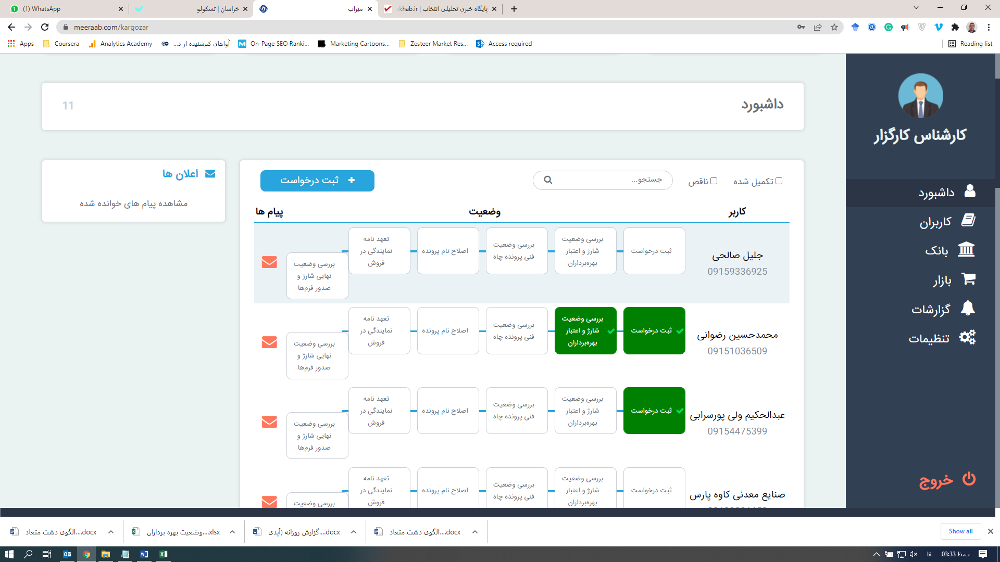 (1) WhatsApp
خراسان | تسکولو
میراب
پایگاه خبری تحلیلی انتخاب | ekhab.ir
meeraab.com/kargozar
Apps
Coursera
Analytics Academy
آواهای کم‌شنیده از د...
On-Page SEO Ranki...
Marketing Cartoons...
Zesteer Market Res...
Access required
Reading list
کارشناس کارگزار
داشبورد
کاربران
بانک
بازار
گزارشات
تنظیمات
خروج
داشبورد
11
تکمیل شده
ناقص
جستجو...
ثبت درخواست
اعلان ها
مشاهده پیام های خوانده شده
کاربر
وضعیت
پیام ها
جلیل صالحی
09159336925
ثبت درخواست
بررسی وضعیت
شارژ و اعتبار
بهره‌برداران
بررسی وضعیت
فنی پرونده چاه
اصلاح نام پرونده
تعهد نامه
نمایندگی در
فروش
بررسی وضعیت
نهایی شارژ و
صدور فرم‌ها
محمدحسین رضوانی
09151036509
ثبت درخواست
بررسی وضعیت
شارژ و اعتبار
بهره‌برداران
بررسی وضعیت
فنی پرونده چاه
اصلاح نام پرونده
تعهد نامه
نمایندگی در
فروش
بررسی وضعیت
نهایی شارژ و
صدور فرم‌ها
عبدالحکیم ولی پورسرابی
09154475399
ثبت درخواست
بررسی وضعیت
شارژ و اعتبار
بهره‌برداران
بررسی وضعیت
فنی پرونده چاه
اصلاح نام پرونده
تعهد نامه
نمایندگی در
فروش
بررسی وضعیت
نهایی شارژ و
صدور فرم‌ها
صنایع معدنی کاوه پارس
ثبت درخواست
بررسی وضعیت
شارژ و اعتبار
بهره‌برداران
بررسی وضعیت
فنی پرونده چاه
اصلاح نام پرونده
تعهد نامه
نمایندگی در
فروش
بررسی وضعیت
الگوی دشت متعاد....docx
وضعیت بهره برداران....xlsx
گزارش روزانه (آپدی....docx
الگوی دشت متعاد....docx
Show all
فا
03:33 ب.ظ